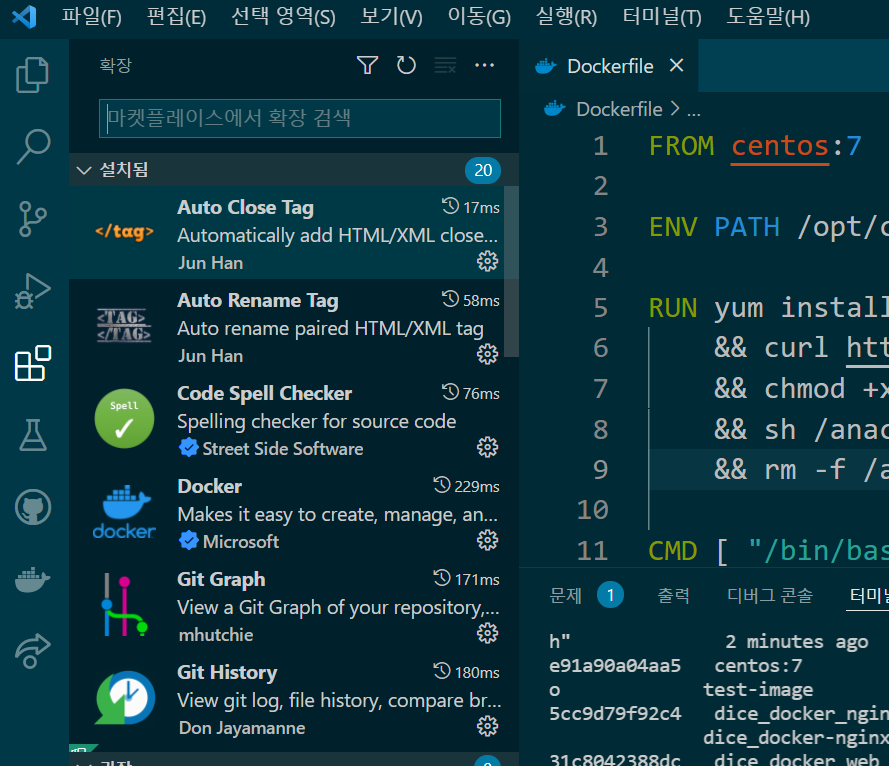 파일(F) 편집(E) 선택 영역(S) 보기(V) 이동(G) 실행(R) 터미널(T) 도움말(H)
확장
마켓플레이스에서 확장 검색
설치됨 20
</tag>
Auto Close Tag 17ms
Automatically add HTML/XML close...
Jun Han
<TAG>
</TAG>
Auto Rename Tag 58ms
Auto rename paired HTML/XML tag
Jun Han
Spell
Code Spell Checker 76ms
Spelling checker for source code
Street Side Software
docker
Docker 229ms
Makes it easy to create, manage, an...
Microsoft
Git Graph 171ms
View a Git Graph of your repository,...
mhutchie
Git History 180ms
View git log, file history, compare br...
Don Jayamanne
Dockerfile
Dockerfile > ...
1 FROM centos:7
2
3 ENV PATH /opt/
4
5 RUN yum install
6 && curl htt
7 && chmod +x
8 && sh /anac
9 && rm -f /a
10
11 CMD [ "/bin/bas
문제 1 출력 디버그 콘솔 터미널
h" 2 minutes ago
e91a90a04aa5 centos:7
o test-image
5cc9d79f92c4 dice_docker_ngin
dice_docker-nginx
31c8042388dc dice_docker_web